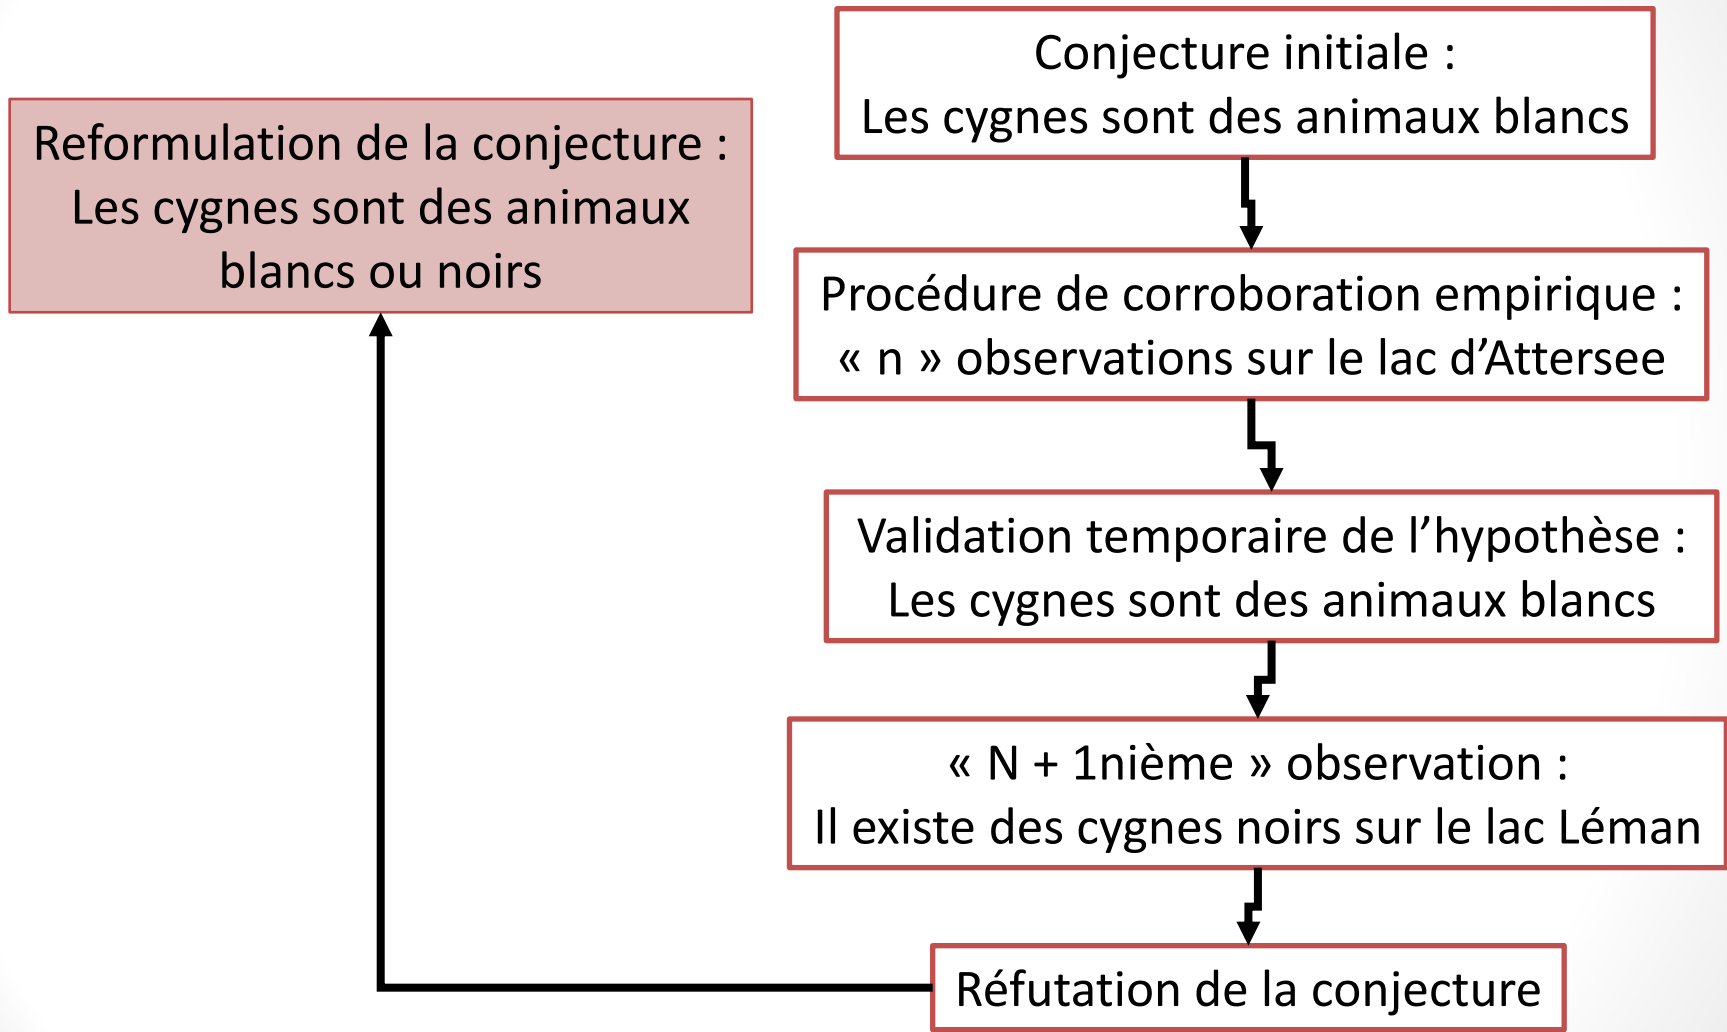 Conjecture initiale :
Les cygnes sont des animaux blancs
Procédure de corroboration empirique :
« n » observations sur le lac d’Attersee
Validation temporaire de l’hypothèse :
Les cygnes sont des animaux blancs
« N + 1nième » observation :
Il existe des cygnes noirs sur le lac Léman
Réfutation de la conjecture
Reformulation de la conjecture :
Les cygnes sont des animaux
blancs ou noirs